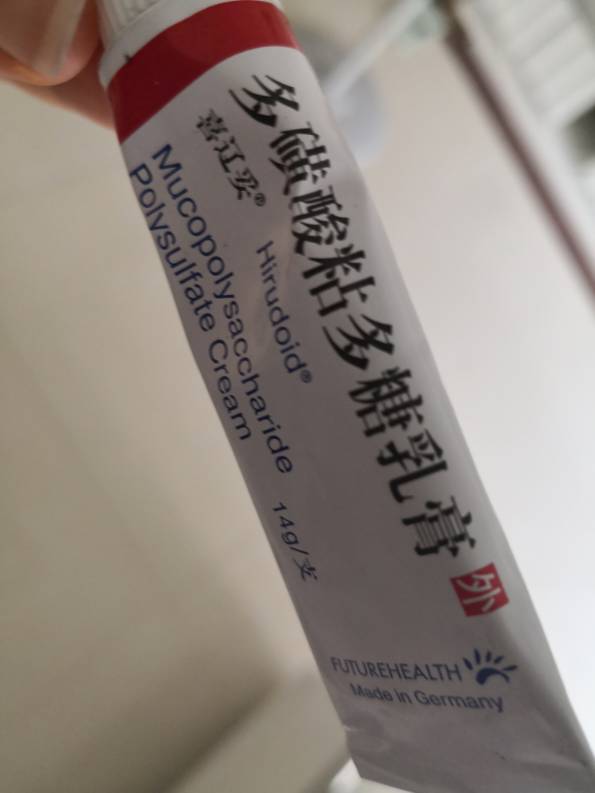 多磺酸粘多糖乳膏
外
喜辽妥®
Hirudoid®
Mucopolysaccharide
Polysulfate Cream
14g/支
FUTUREHEALTH
Made in Germany